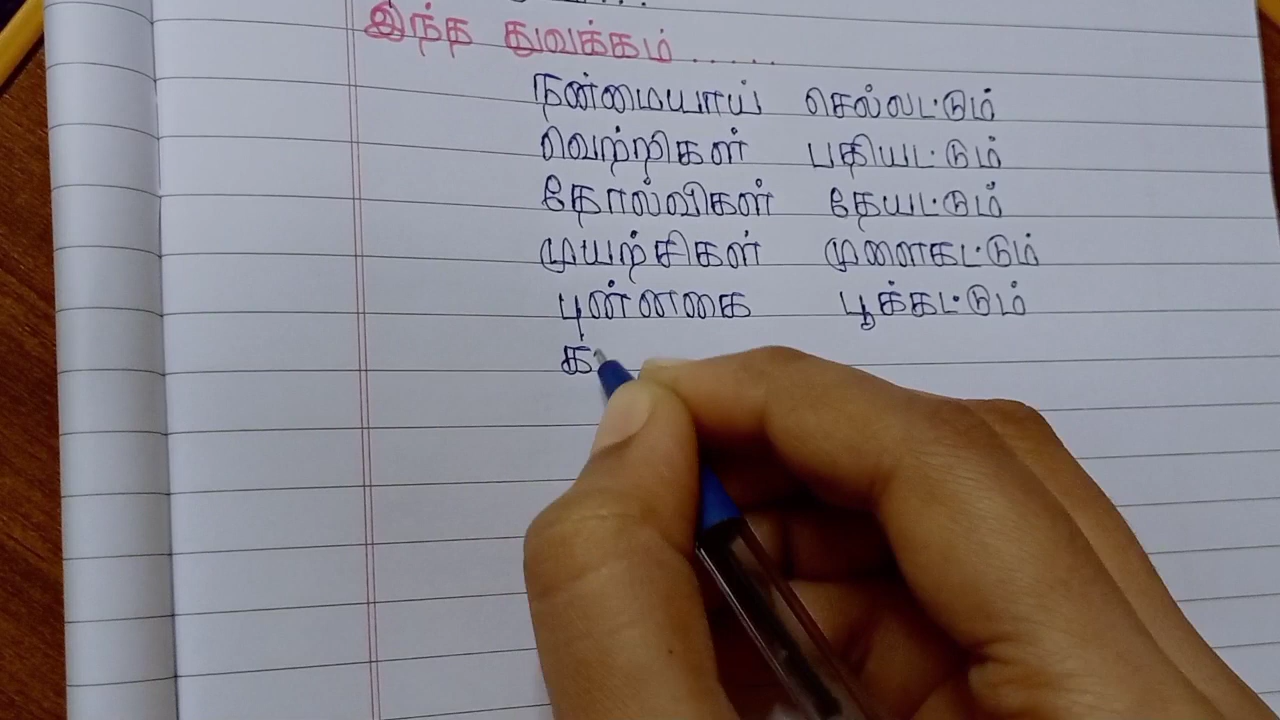 இந்த துவக்கம் .....
நன்மையாய் செல்லட்டும்
வெற்றிகள் பதியட்டும்
தோல்விகள் தேயட்டும்
முயற்சிகள் முளைகட்டும்
புன்னகை பூக்கட்டும்
க